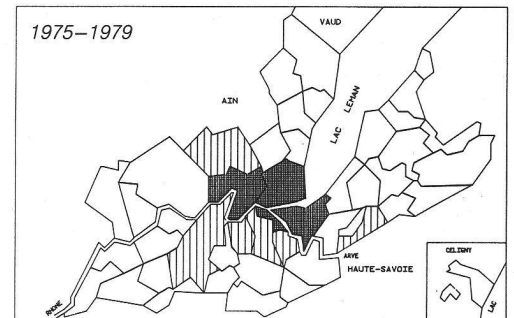 1975–1979
VAUD
AIN
LAC LEMAN
ARVE
HAUTE-SAVOIE
RHONE
CELIGNY
LAC